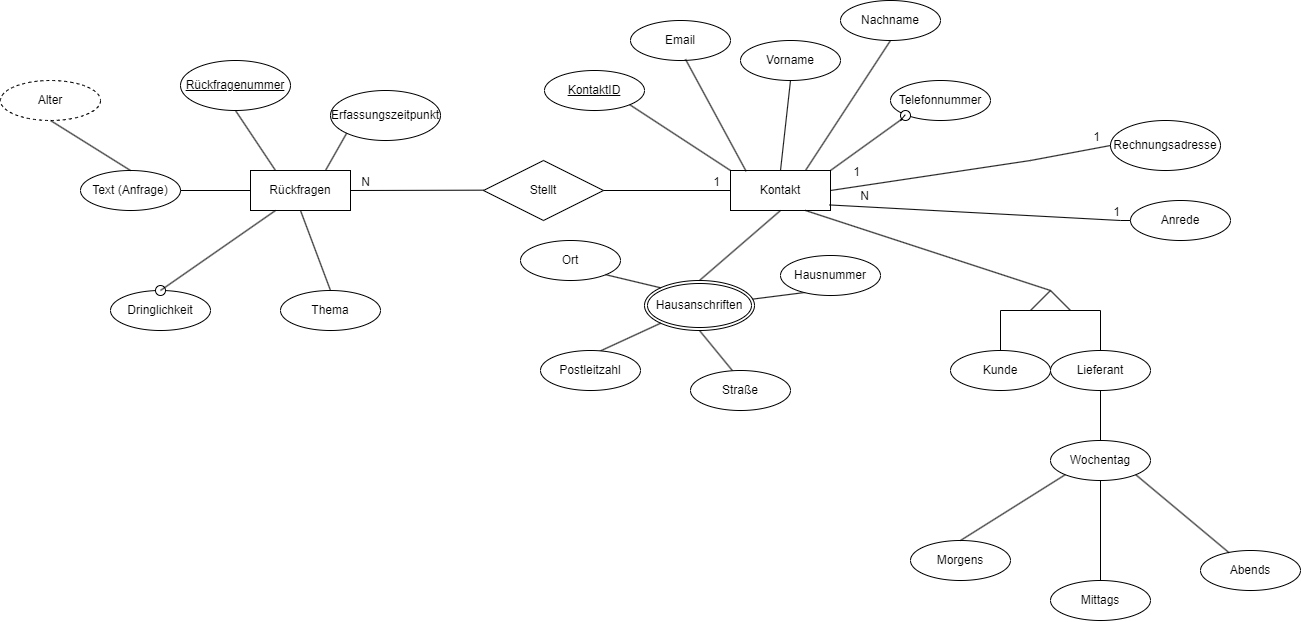 Nachname
Email
Vorname
Rückfragenummer
KontaktID
Alter
Telefonnummer
Erfassungszeitpunkt
1
Rechnungsadresse
1
N
1
Text (Anfrage)
Rückfragen
Stellt
Kontakt
N
1
Anrede
Ort
Hausnummer
Hausanschriften
Dringlichkeit
Thema
Postleitzahl
Straße
Kunde
Lieferant
Wochentag
Morgens
Abends
Mittags